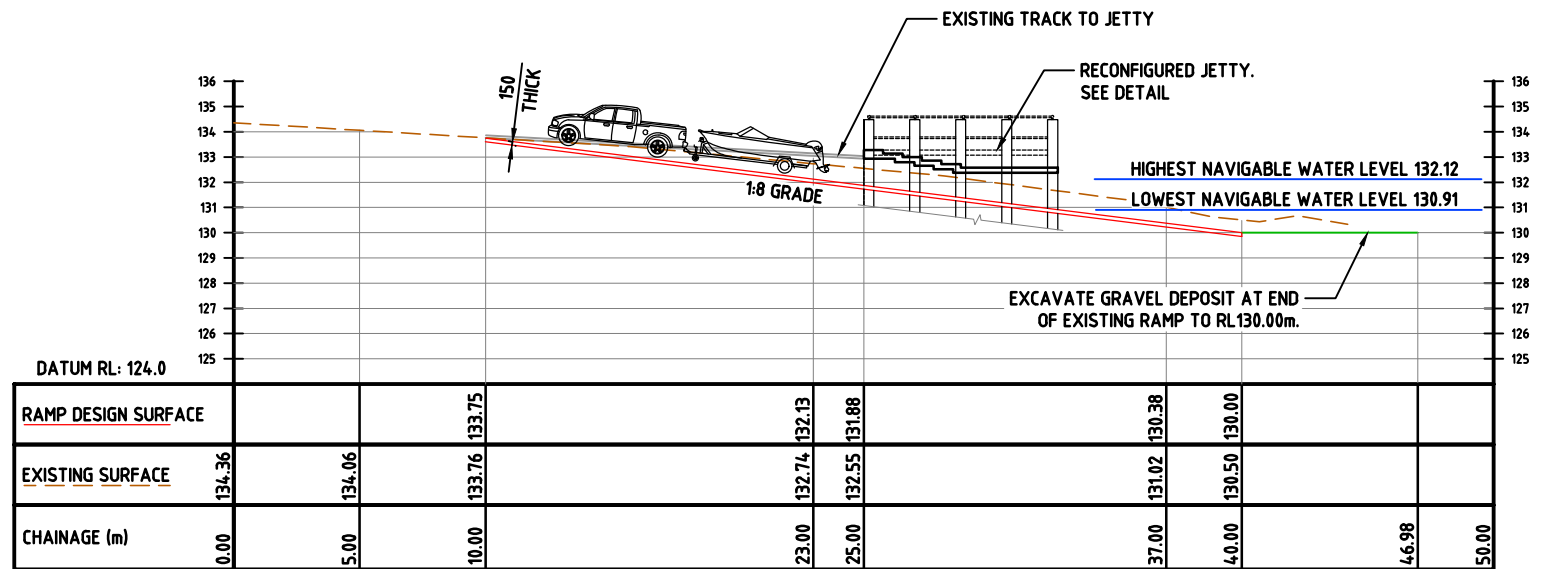 EXISTING TRACK TO JETTY
RECONFIGURED JETTY.
SEE DETAIL
150
THICK
136
135
134
133
132
131
130
129
128
127
126
125
136
135
134
133
132
131
130
129
128
127
126
125
HIGHEST NAVIGABLE WATER LEVEL 132.12
LOWEST NAVIGABLE WATER LEVEL 130.91
1:8 GRADE
EXCAVATE GRAVEL DEPOSIT AT END
OF EXISTING RAMP TO RL130.00m.
DATUM RL: 124.0
RAMP DESIGN SURFACE 133.75 132.13 131.88 130.38 130.00
EXISTING SURFACE 134.36 134.06 133.76 132.74 132.55 131.02 130.50
CHAINAGE (m) 0.00 5.00 10.00 23.00 25.00 37.00 40.00 46.98 50.00